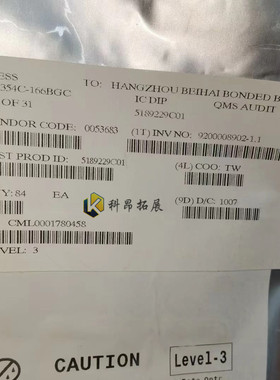 ESS
TO: HANGZHOU BEIHAI BONDED
354C-166BGC
IC DIP
QMS AUDIT
OF 31
5189229C01
NDOR CODE: 0053683
(1T) INV NO: 9200008902-1.1
ST PROD ID: 5189229C01
(4L) COO: TW
Y: 84 EA
科昂拓展
(9D) D/C: 1007
CML0001780458
VEL: 3
CAUTION
Level-3